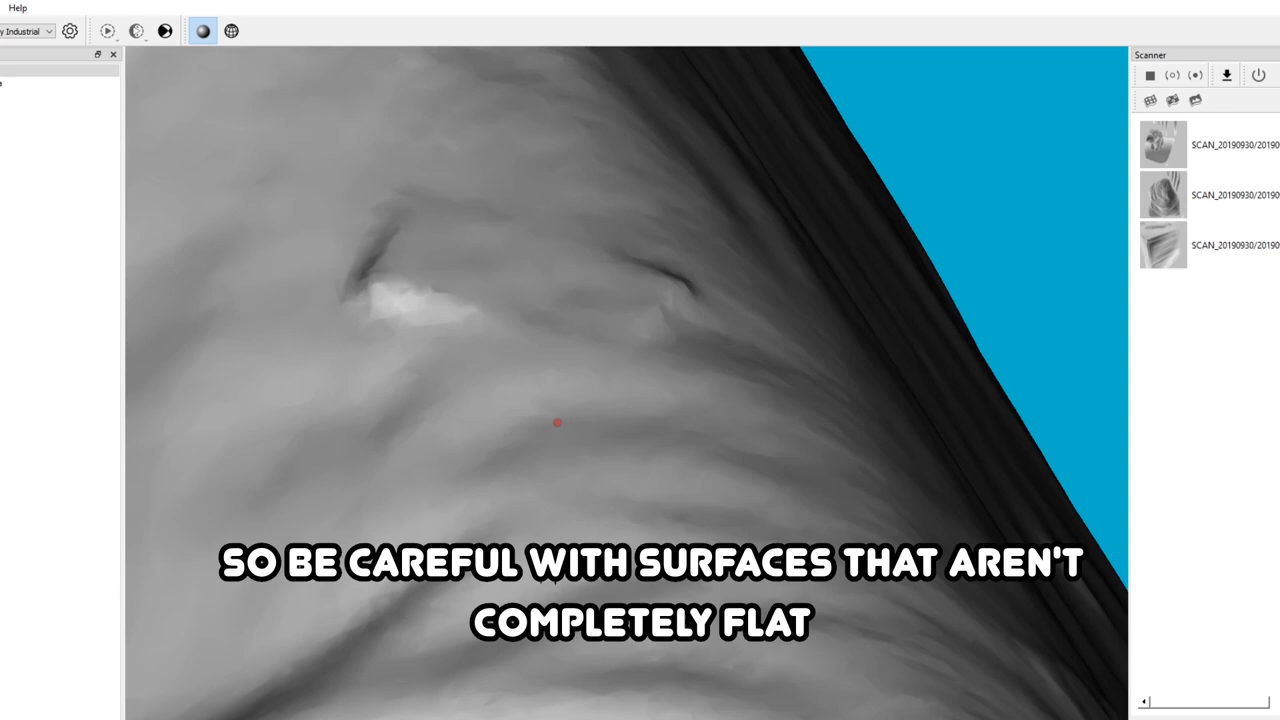 Help
y Industrial
Scanner
SCAN_20190930/20190
SCAN_20190930/20190
SCAN_20190930/20190
SO BE CAREFUL WITH SURFACES THAT AREN'T
COMPLETELY FLAT